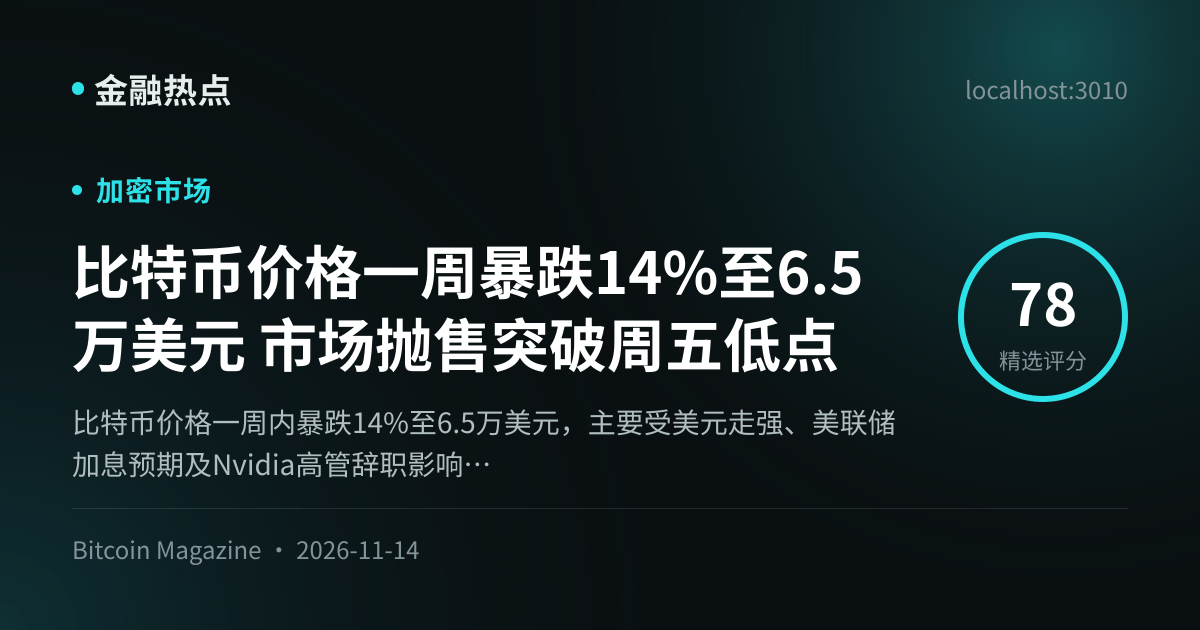 金融热点
localhost:3010
加密市场
比特币价格一周暴跌14%至6.5
万美元 市场抛售突破周五低点
78
精选评分
比特币价格一周内暴跌14%至6.5万美元，主要受美元走强、美联储
加息预期及Nvidia高管辞职影响…
Bitcoin Magazine · 2026-11-14